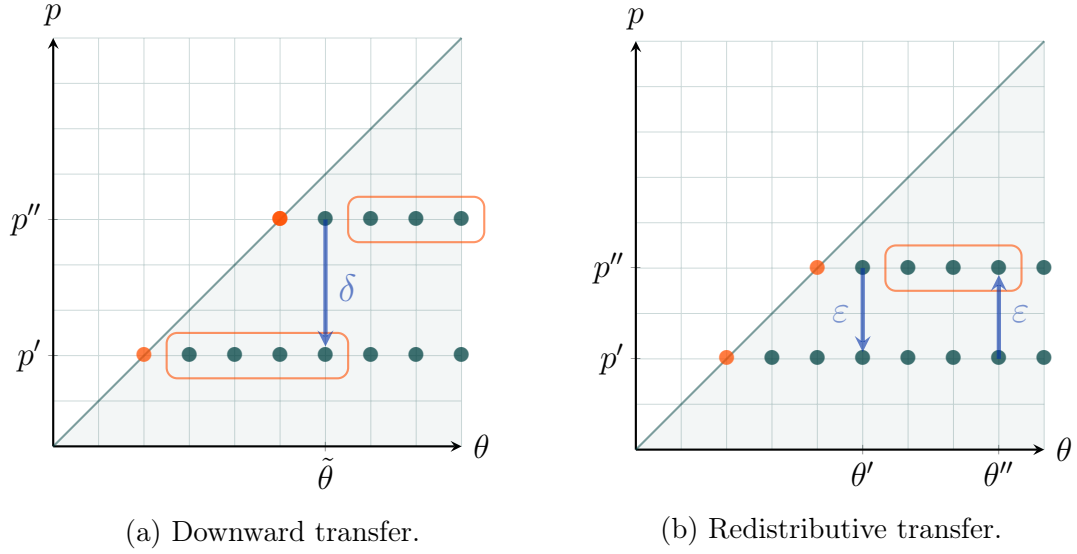 p
p''
δ
p'
θ
θ̃
(a) Downward transfer.
p
p''
ε
ε
p'
θ
θ'
θ''
(b) Redistributive transfer.